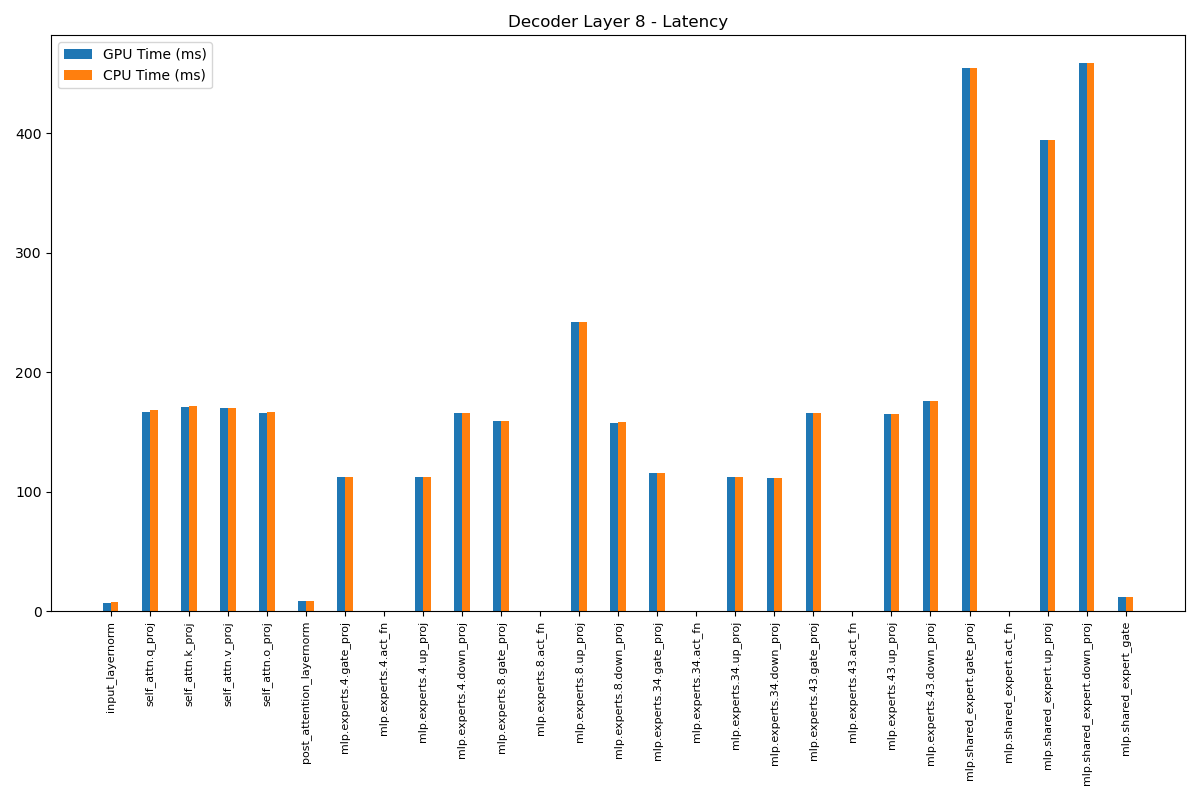 Decoder Layer 8 - Latency
GPU Time (ms)
CPU Time (ms)
400
300
200
100
0
input_layernorm
self_attn.q_proj
self_attn.k_proj
self_attn.v_proj
self_attn.o_proj
post_attention_layernorm
mlp.experts.4.gate_proj
mlp.experts.4.act_fn
mlp.experts.4.up_proj
mlp.experts.4.down_proj
mlp.experts.8.gate_proj
mlp.experts.8.act_fn
mlp.experts.8.up_proj
mlp.experts.8.down_proj
mlp.experts.34.gate_proj
mlp.experts.34.act_fn
mlp.experts.34.up_proj
mlp.experts.34.down_proj
mlp.experts.43.gate_proj
mlp.experts.43.act_fn
mlp.experts.43.up_proj
mlp.experts.43.down_proj
mlp.shared_expert.gate_proj
mlp.shared_expert.act_fn
mlp.shared_expert.up_proj
mlp.shared_expert.down_proj
mlp.shared_expert_gate